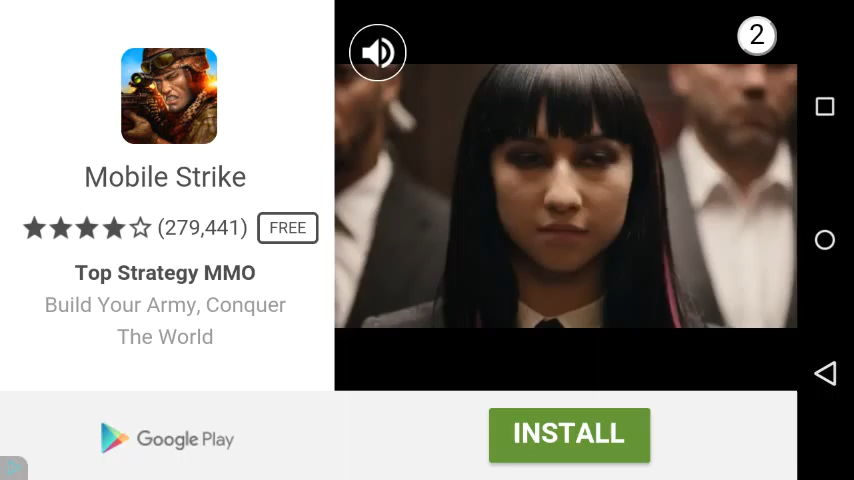 2
Mobile Strike
(279,441) FREE
Top Strategy MMO
Build Your Army, Conquer
The World
Google Play
INSTALL